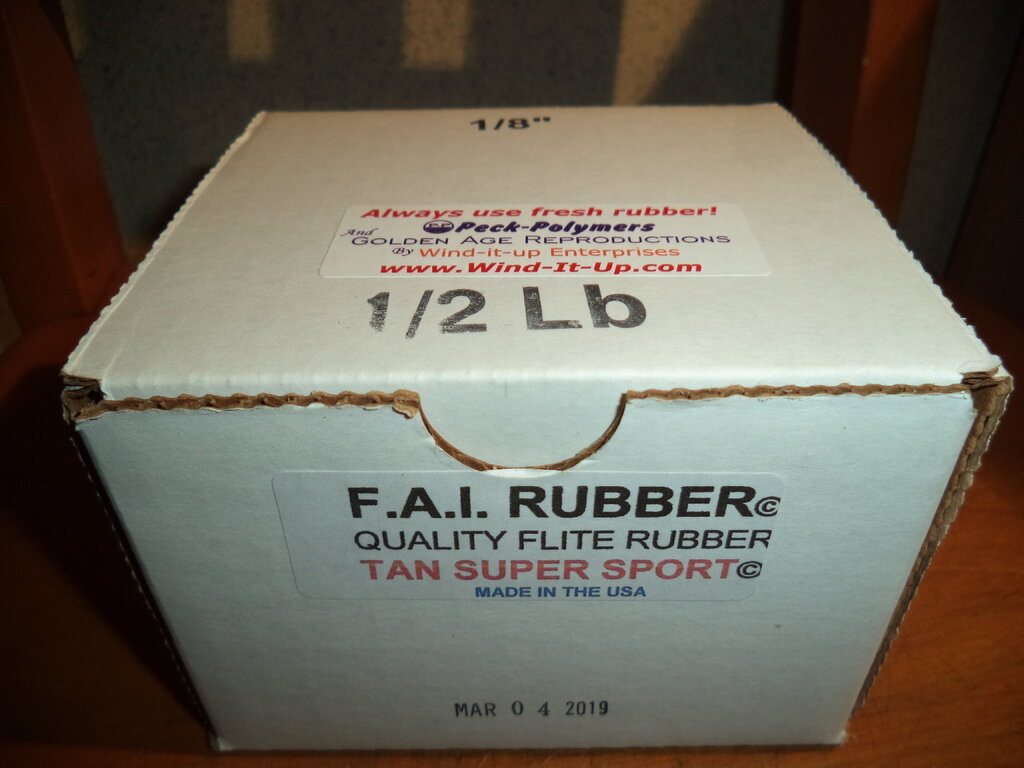 1/8"
Always use fresh rubber!
Peck-Polymers
And
GOLDEN AGE REPRODUCTIONS
By Wind-it-up Enterprises
www.Wind-It-Up.com
1/2 Lb
F.A.I. RUBBER©
QUALITY FLITE RUBBER
TAN SUPER SPORT©
MADE IN THE USA
MAR 04 2019